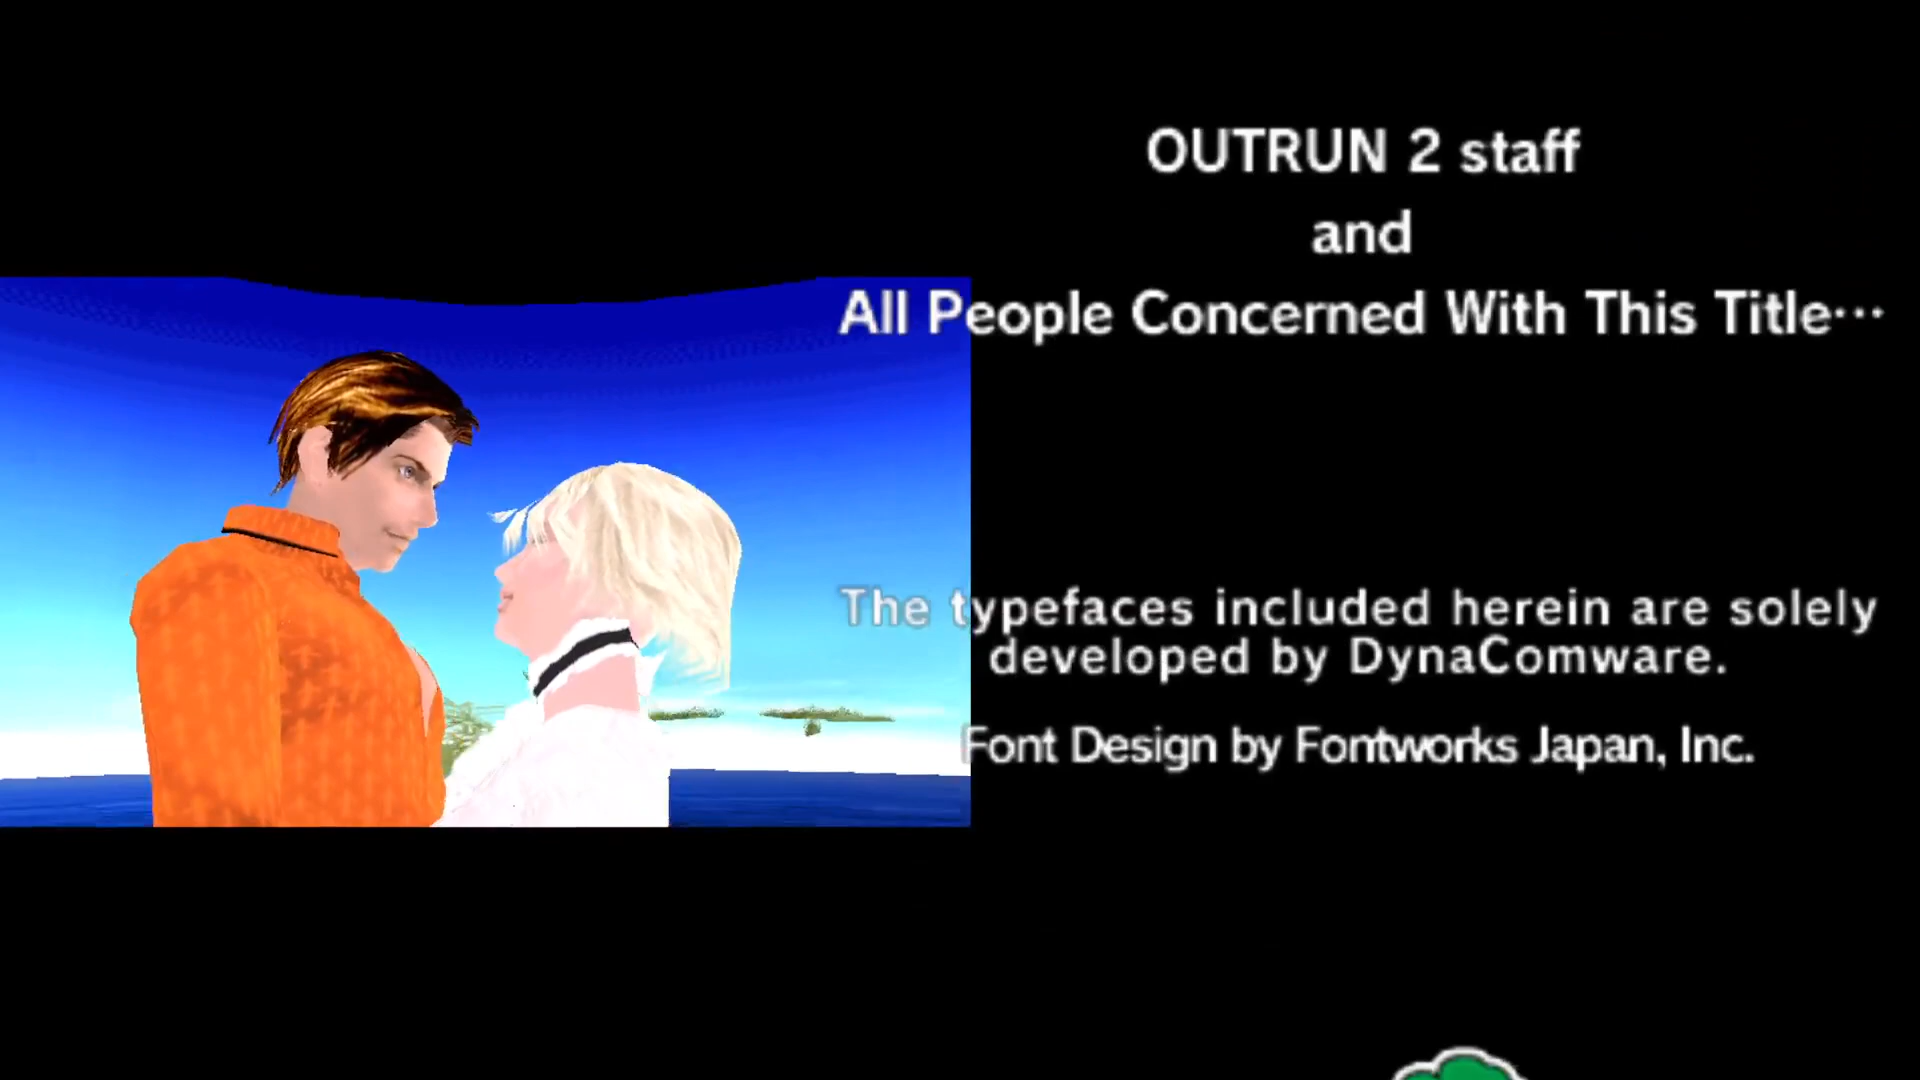 OUTRUN 2 staff
and
All People Concerned With This Title…
The typefaces included herein are solely
developed by DynaComware.
Font Design by Fontworks Japan, Inc.